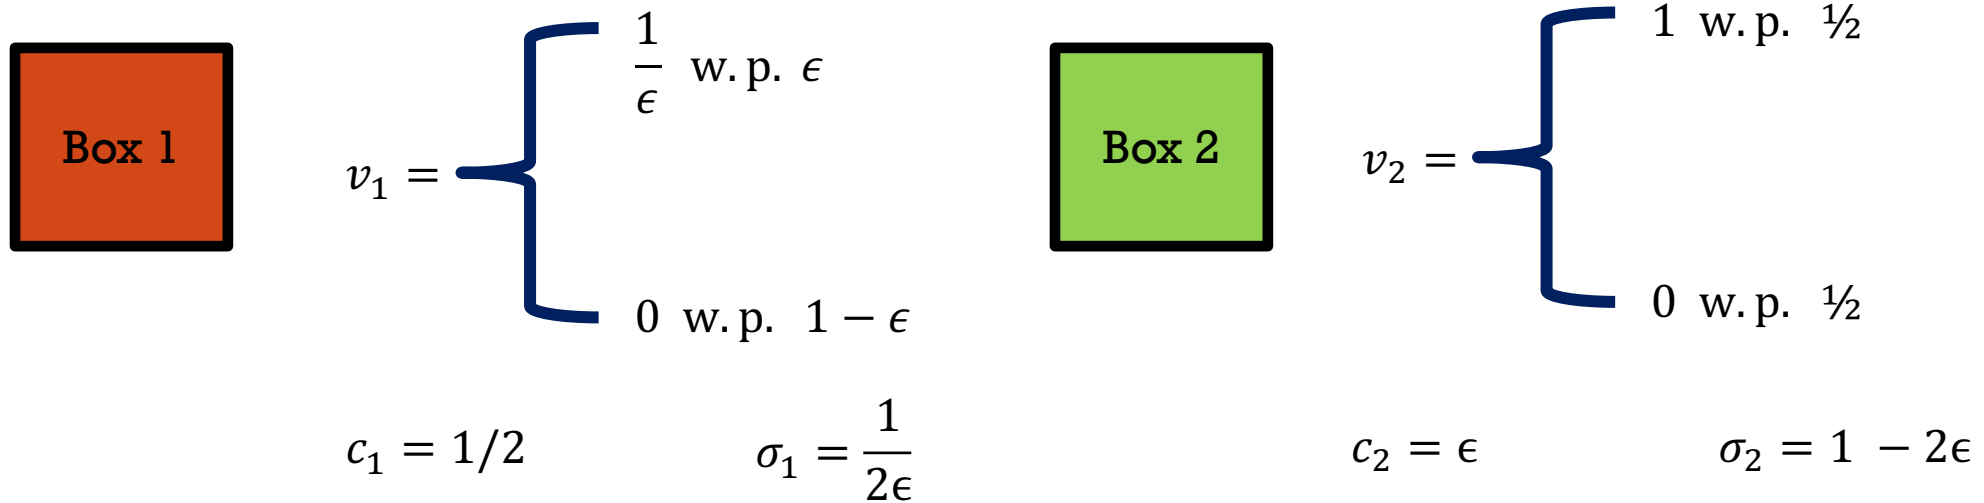 Box 1
v₁ =
1/ϵ w.p. ϵ
0 w.p. 1 − ϵ
c₁ = 1/2
σ₁ = 1/2ϵ
Box 2
v₂ =
1 w.p. ½
0 w.p. ½
c₂ = ϵ
σ₂ = 1 − 2ϵ